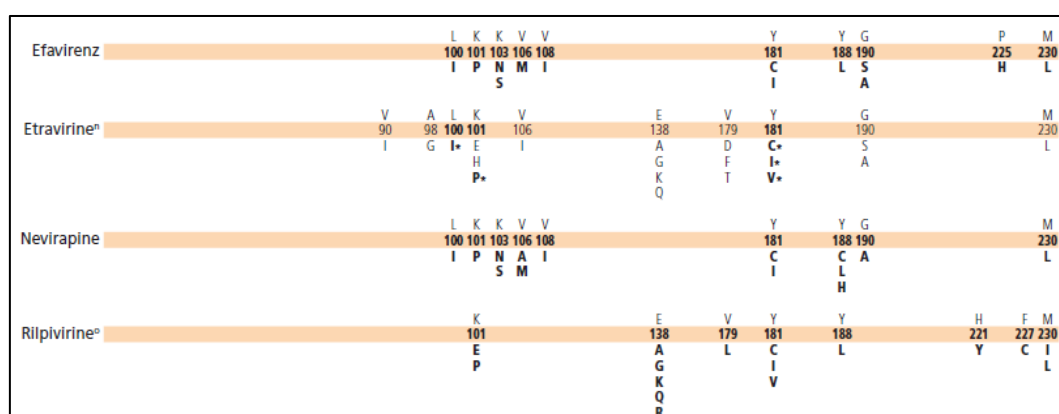 L K K V V Y Y G P M
Efavirenz 100 101 103 106 108 181 188 190 225 230
I P N M I C L S H L
S I A
V A L K V E V Y G M
Etravirineⁿ 90 98 100 101 106 138 179 181 190 230
I G I* E I A D C* S L
H G F I* A
P* K T V*
Q
L K K V V Y Y G M
Nevirapine 100 101 103 106 108 181 188 190 230
I P N A I C C A L
S M I L
H
K E V Y Y H F M
Rilpivirineᵒ 101 138 179 181 188 221 227 230
E A L C L Y C I
P G I L
K V
Q
R